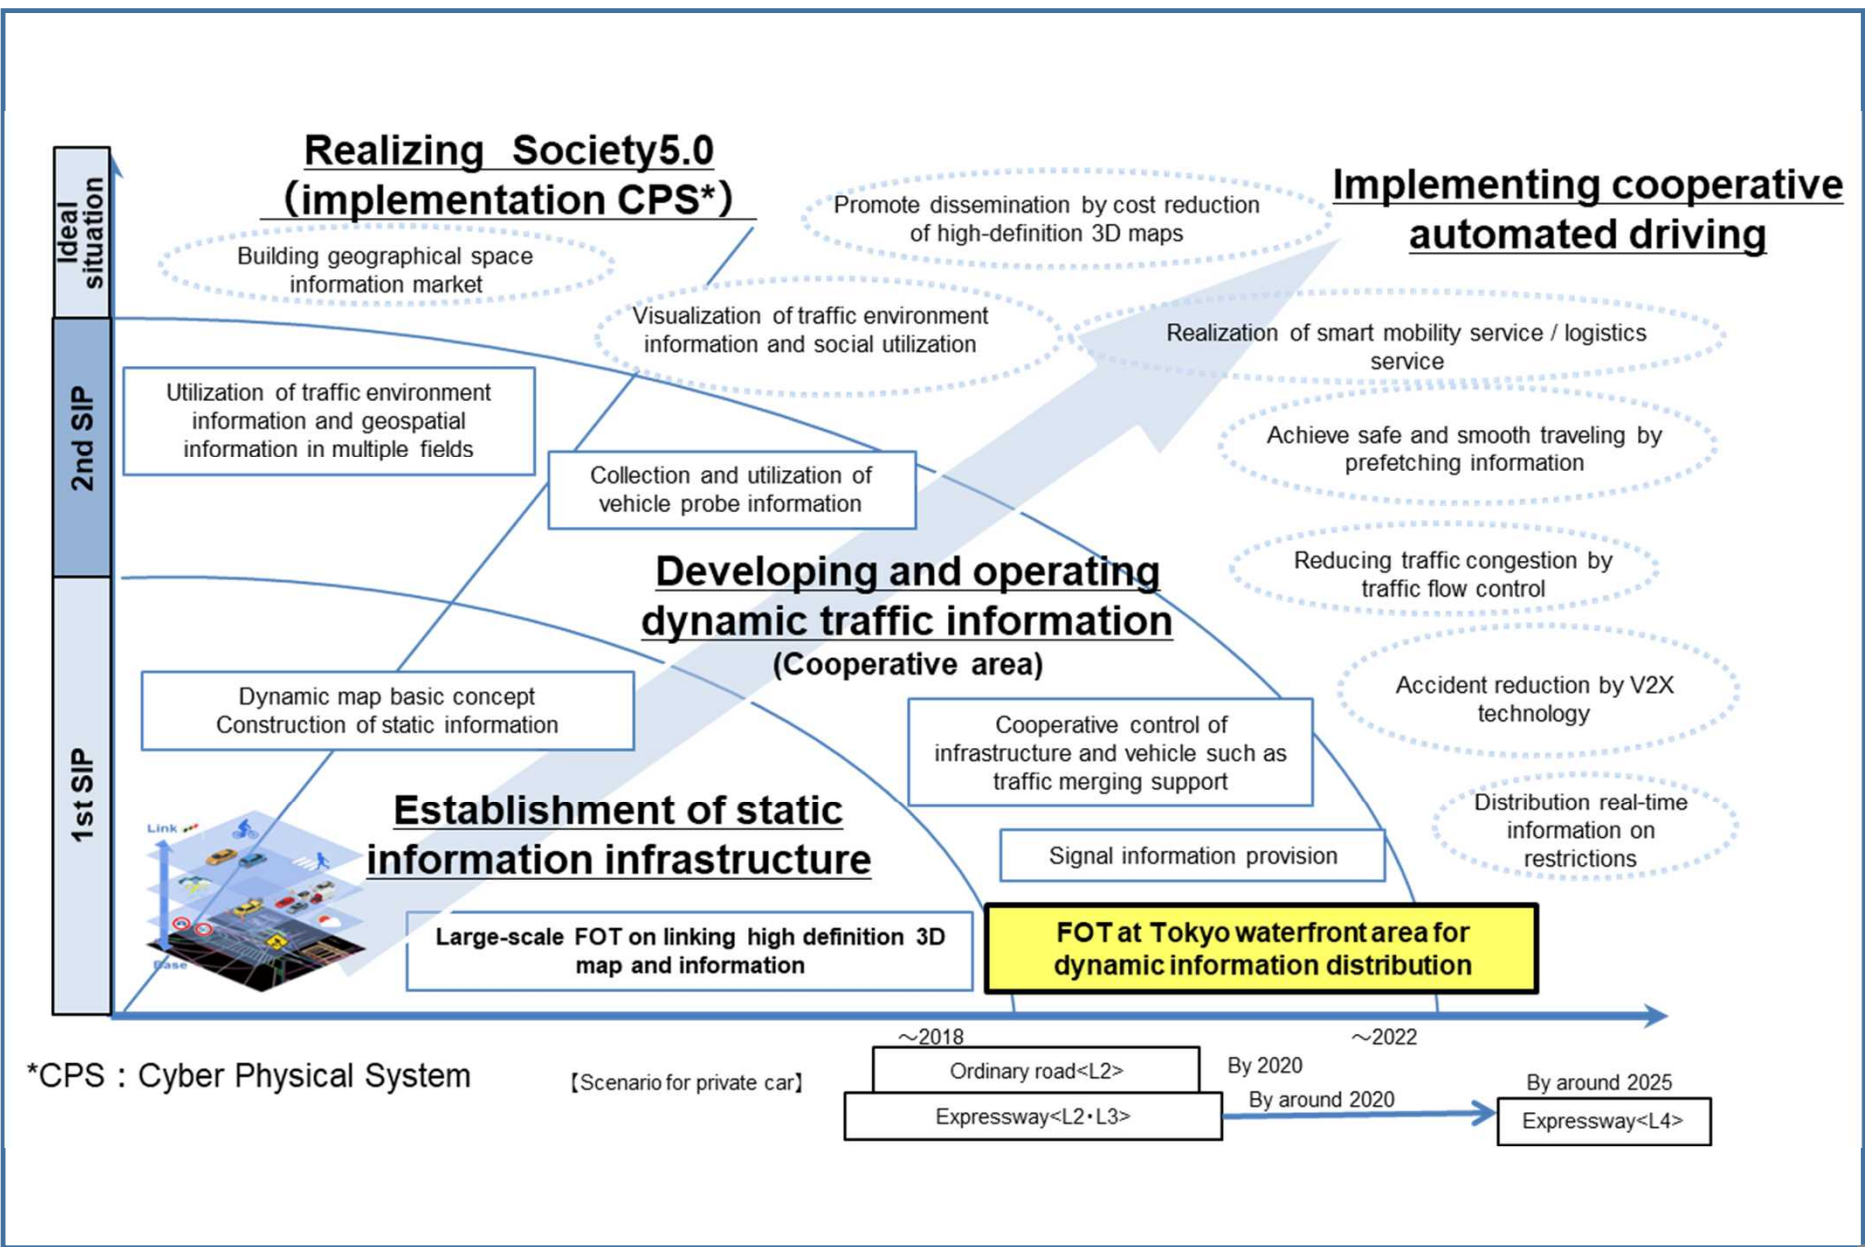 Realizing Society5.0
（implementation CPS*）
Ideal
situation
Building geographical space
information market
Promote dissemination by cost reduction
of high-definition 3D maps
Implementing cooperative
automated driving
Visualization of traffic environment
information and social utilization
Realization of smart mobility service / logistics
service
2nd SIP
Utilization of traffic environment
information and geospatial
information in multiple fields
Collection and utilization of
vehicle probe information
Achieve safe and smooth traveling by
prefetching information
Reducing traffic congestion by
traffic flow control
Developing and operating
dynamic traffic information
(Cooperative area)
1st SIP
Dynamic map basic concept
Construction of static information
Cooperative control of
infrastructure and vehicle such as
traffic merging support
Accident reduction by V2X
technology
Link
Base
Establishment of static
information infrastructure
Signal information provision
Distribution real-time
information on
restrictions
Large-scale FOT on linking high definition 3D
map and information
FOT at Tokyo waterfront area for
dynamic information distribution
～2018
～2022
*CPS：Cyber Physical System
【Scenario for private car】
Ordinary road<L2>
By 2020
Expressway<L2・L3>
By around 2020
By around 2025
Expressway<L4>